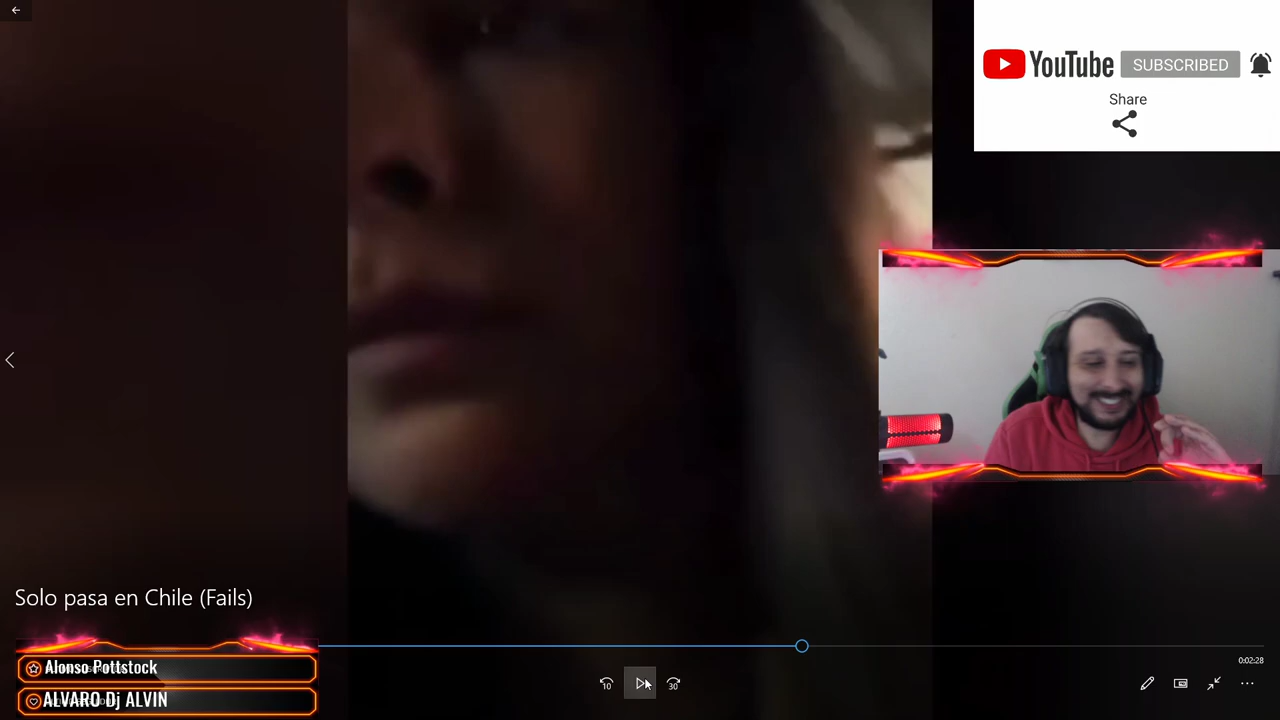 YouTube SUBSCRIBED
Share
Solo pasa en Chile (Fails)
Alonso Pottstock
ALVARO Dj ALVIN
0:02:28
10
30